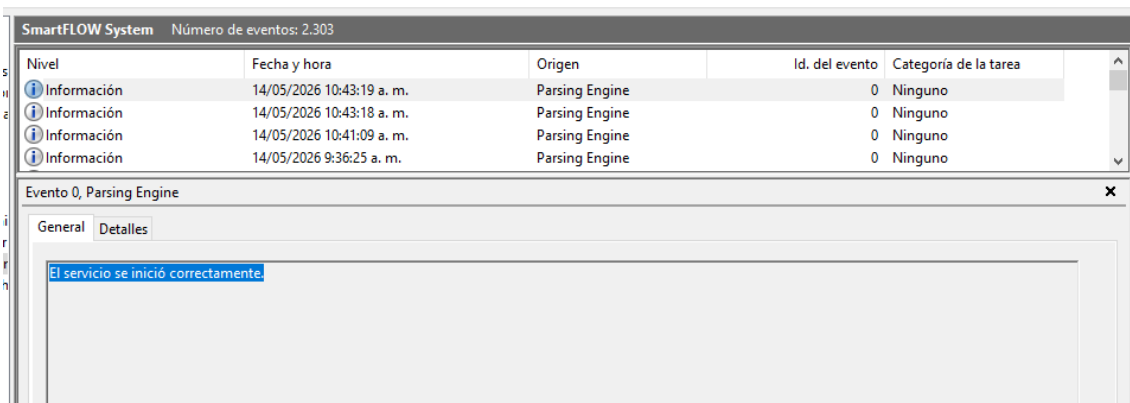 SmartFLOW System Número de eventos: 2.303
Nivel Fecha y hora Origen Id. del evento Categoría de la tarea
Información 14/05/2026 10:43:19 a. m. Parsing Engine 0 Ninguno
Información 14/05/2026 10:43:18 a. m. Parsing Engine 0 Ninguno
Información 14/05/2026 10:41:09 a. m. Parsing Engine 0 Ninguno
Información 14/05/2026 9:36:25 a. m. Parsing Engine 0 Ninguno
Evento 0, Parsing Engine
General Detalles
El servicio se inició correctamente.